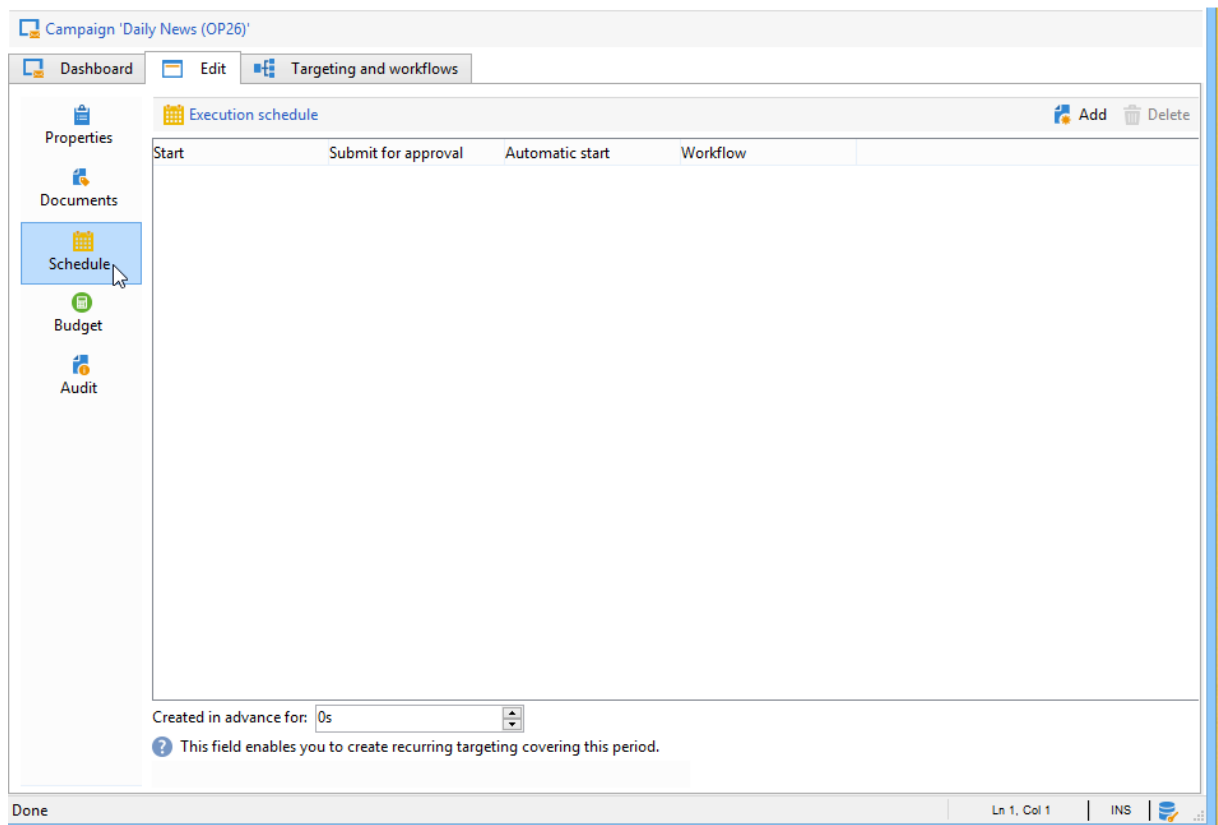 Campaign 'Daily News (OP26)'
Dashboard Edit Targeting and workflows
Properties
Documents
Schedule
Budget
Audit
Execution schedule Add Delete
Start Submit for approval Automatic start Workflow
Created in advance for: 0s
This field enables you to create recurring targeting covering this period.
Done Ln 1, Col 1 INS